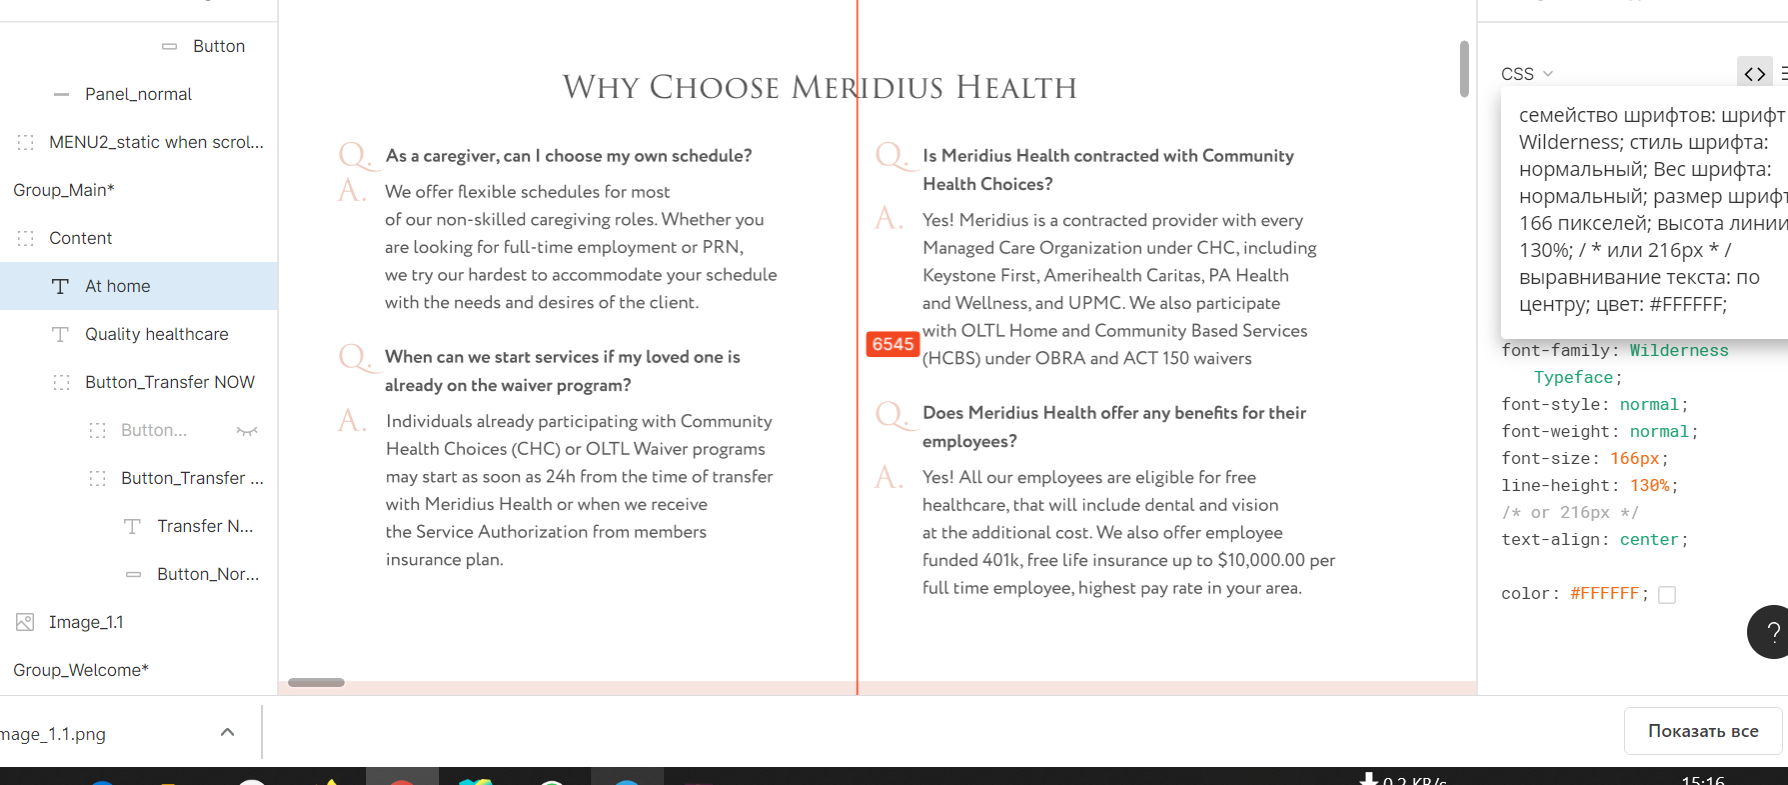 Button
Panel_normal
MENU2_static when scrol...
Group_Main*
Content
At home
Quality healthcare
Button_Transfer NOW
Button...
Button_Transfer ...
Transfer N...
Button_Nor...
Image_1.1
Group_Welcome*
WHY CHOOSE MERIDIUS HEALTH
Q. As a caregiver, can I choose my own schedule?
A. We offer flexible schedules for most
of our non-skilled caregiving roles. Whether you
are looking for full-time employment or PRN,
we try our hardest to accommodate your schedule
with the needs and desires of the client.
Q. When can we start services if my loved one is
already on the waiver program?
A. Individuals already participating with Community
Health Choices (CHC) or OLTL Waiver programs
may start as soon as 24h from the time of transfer
with Meridius Health or when we receive
the Service Authorization from members
insurance plan.
Q. Is Meridius Health contracted with Community
Health Choices?
A. Yes! Meridius is a contracted provider with every
Managed Care Organization under CHC, including
Keystone First, Amerihealth Caritas, PA Health
and Wellness, and UPMC. We also participate
with OLTL Home and Community Based Services
(HCBS) under OBRA and ACT 150 waivers
6545
Q. Does Meridius Health offer any benefits for their
employees?
A. Yes! All our employees are eligible for free
healthcare, that will include dental and vision
at the additional cost. We also offer employee
funded 401k, free life insurance up to $10,000.00 per
full time employee, highest pay rate in your area.
CSS
семейство шрифтов: шрифт
Wilderness; стиль шрифта:
нормальный; Вес шрифта:
нормальный; размер шрифт
166 пикселей; высота линии
130%; / * или 216px * /
выравнивание текста: по
центру; цвет: #FFFFFF;
font-family: Wilderness
Typeface;
font-style: normal;
font-weight: normal;
font-size: 166px;
line-height: 130%;
/* or 216px */
text-align: center;
color: #FFFFFF;
?
mage_1.1.png
Показать все
0.2 KB/s
15:16